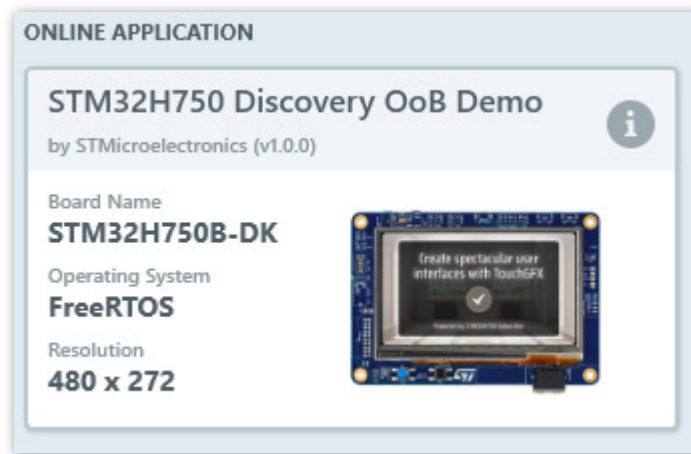 ONLINE APPLICATION
STM32H750 Discovery OoB Demo
by STMicroelectronics (v1.0.0)
Board Name
STM32H750B-DK
Operating System
FreeRTOS
Resolution
480 x 272
Create spectacular user
interfaces with TouchGFX